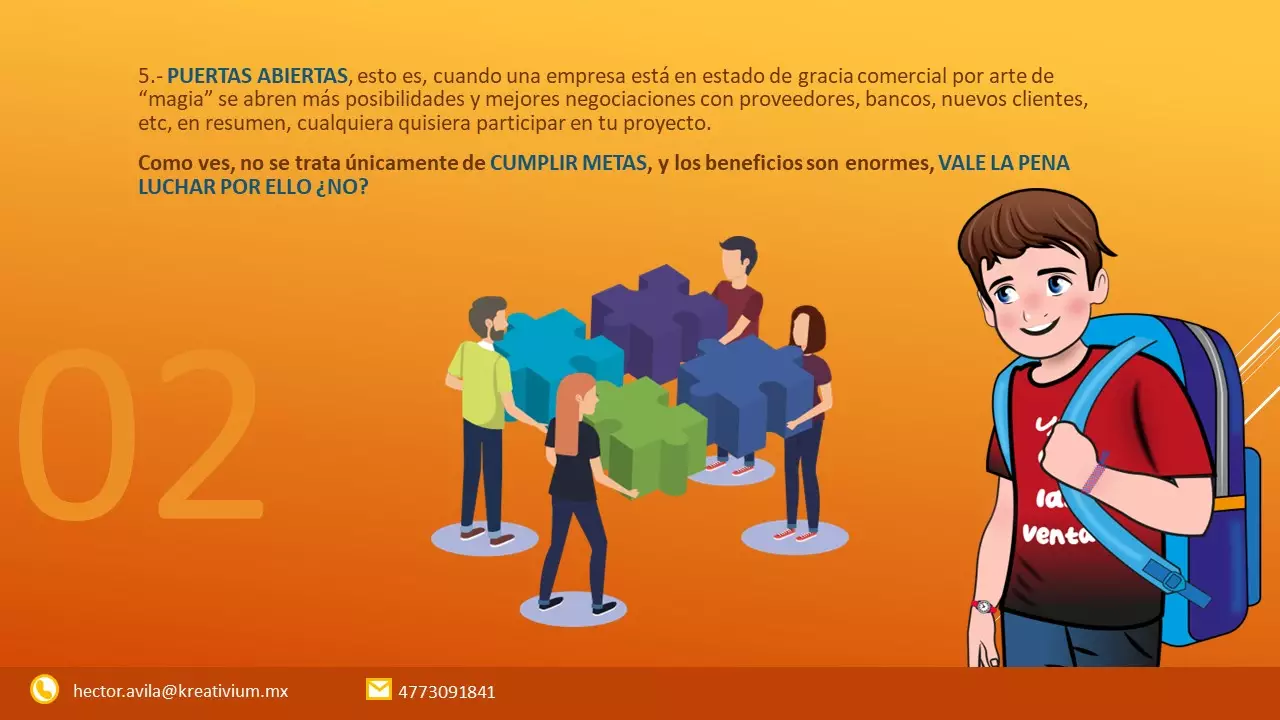 5.- PUERTAS ABIERTAS, esto es, cuando una empresa está en estado de gracia comercial por arte de
“magia” se abren más posibilidades y mejores negociaciones con proveedores, bancos, nuevos clientes,
etc, en resumen, cualquiera quisiera participar en tu proyecto.
Como ves, no se trata únicamente de CUMPLIR METAS, y los beneficios son enormes, VALE LA PENA
LUCHAR POR ELLO ¿NO?
02
venta
hector.avila@kreativium.mx
4773091841